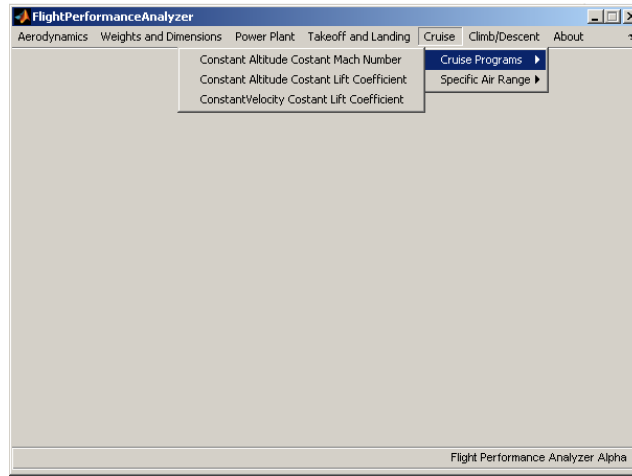 FlightPerformanceAnalyzer
Aerodynamics Weights and Dimensions Power Plant Takeoff and Landing Cruise Climb/Descent About
Constant Altitude Costant Mach Number
Constant Altitude Costant Lift Coefficient
ConstantVelocity Costant Lift Coefficient
Cruise Programs
Specific Air Range
Flight Performance Analyzer Alpha